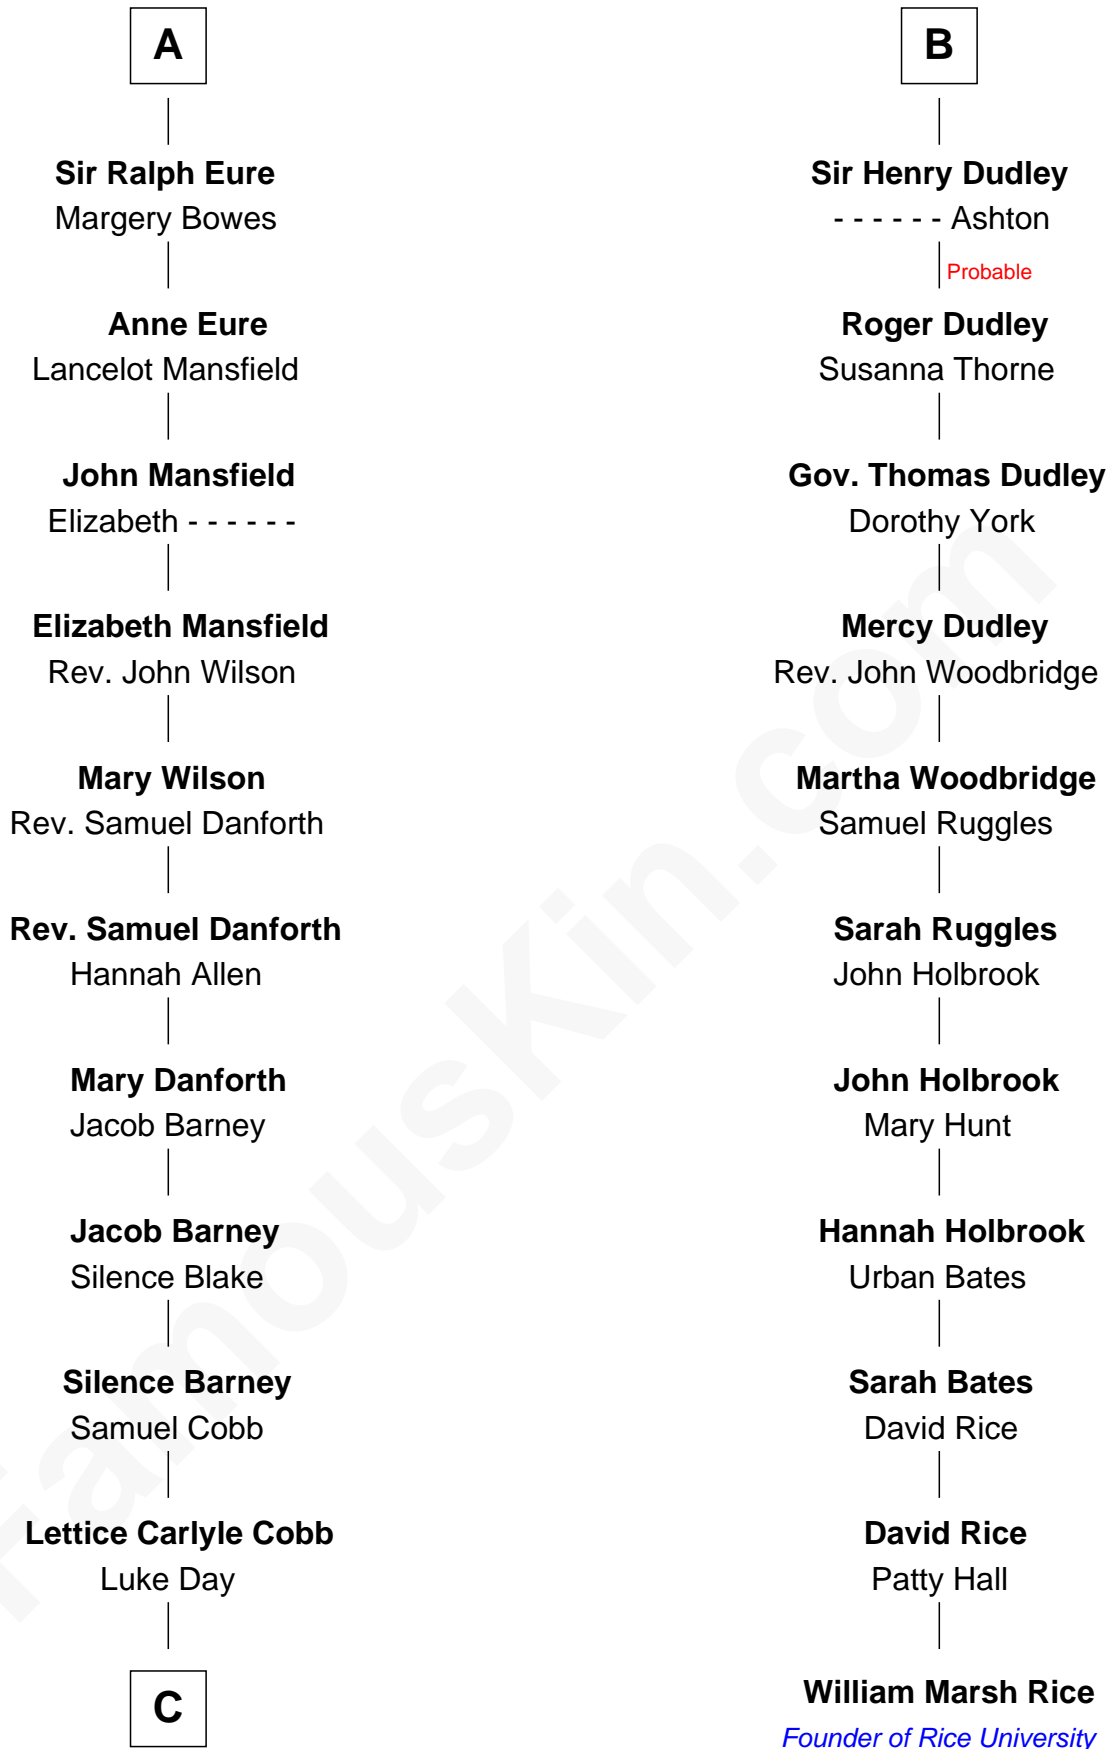 A
Sir Ralph Eure
Margery Bowes
Anne Eure
Lancelot Mansfield
John Mansfield
Elizabeth - - - - - -
Elizabeth Mansfield
Rev. John Wilson
Mary Wilson
Rev. Samuel Danforth
Rev. Samuel Danforth
Hannah Allen
Mary Danforth
Jacob Barney
Jacob Barney
Silence Blake
Silence Barney
Samuel Cobb
Lettice Carlyle Cobb
Luke Day
C
B
Sir Henry Dudley
- - - - - - Ashton
Probable
Roger Dudley
Susanna Thorne
Gov. Thomas Dudley
Dorothy York
Mercy Dudley
Rev. John Woodbridge
Martha Woodbridge
Samuel Ruggles
Sarah Ruggles
John Holbrook
John Holbrook
Mary Hunt
Hannah Holbrook
Urban Bates
Sarah Bates
David Rice
David Rice
Patty Hall
William Marsh Rice
Founder of Rice University
FamousKin.com